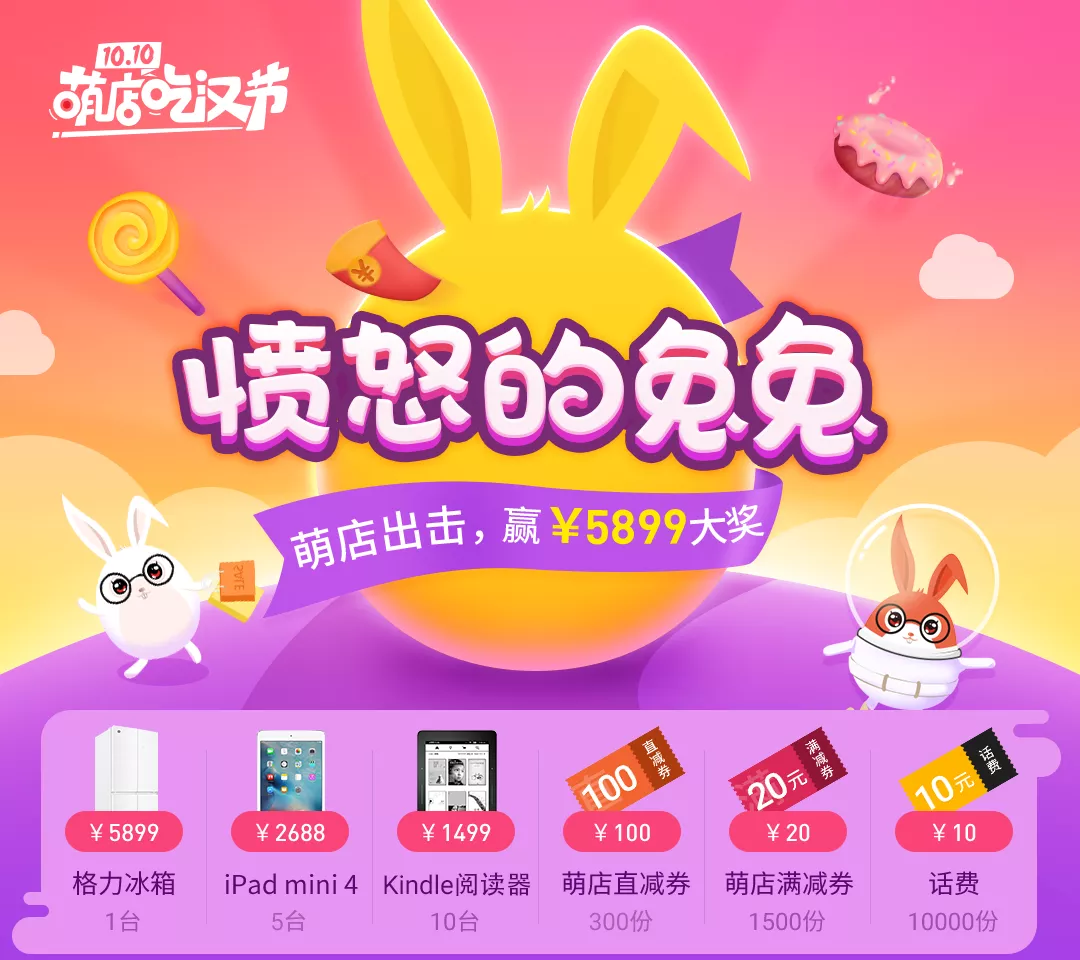 10.10
萌店吃汉节
¥
愤怒的兔兔
萌店出击，赢¥5899大奖
SALE
100 直减券
20元 满减券
10元 话费
¥5899
¥2688
¥1499
¥100
¥20
¥10
格力冰箱
iPad mini 4
Kindle阅读器
萌店直减券
萌店满减券
话费
1台
5台
10台
300份
1500份
10000份